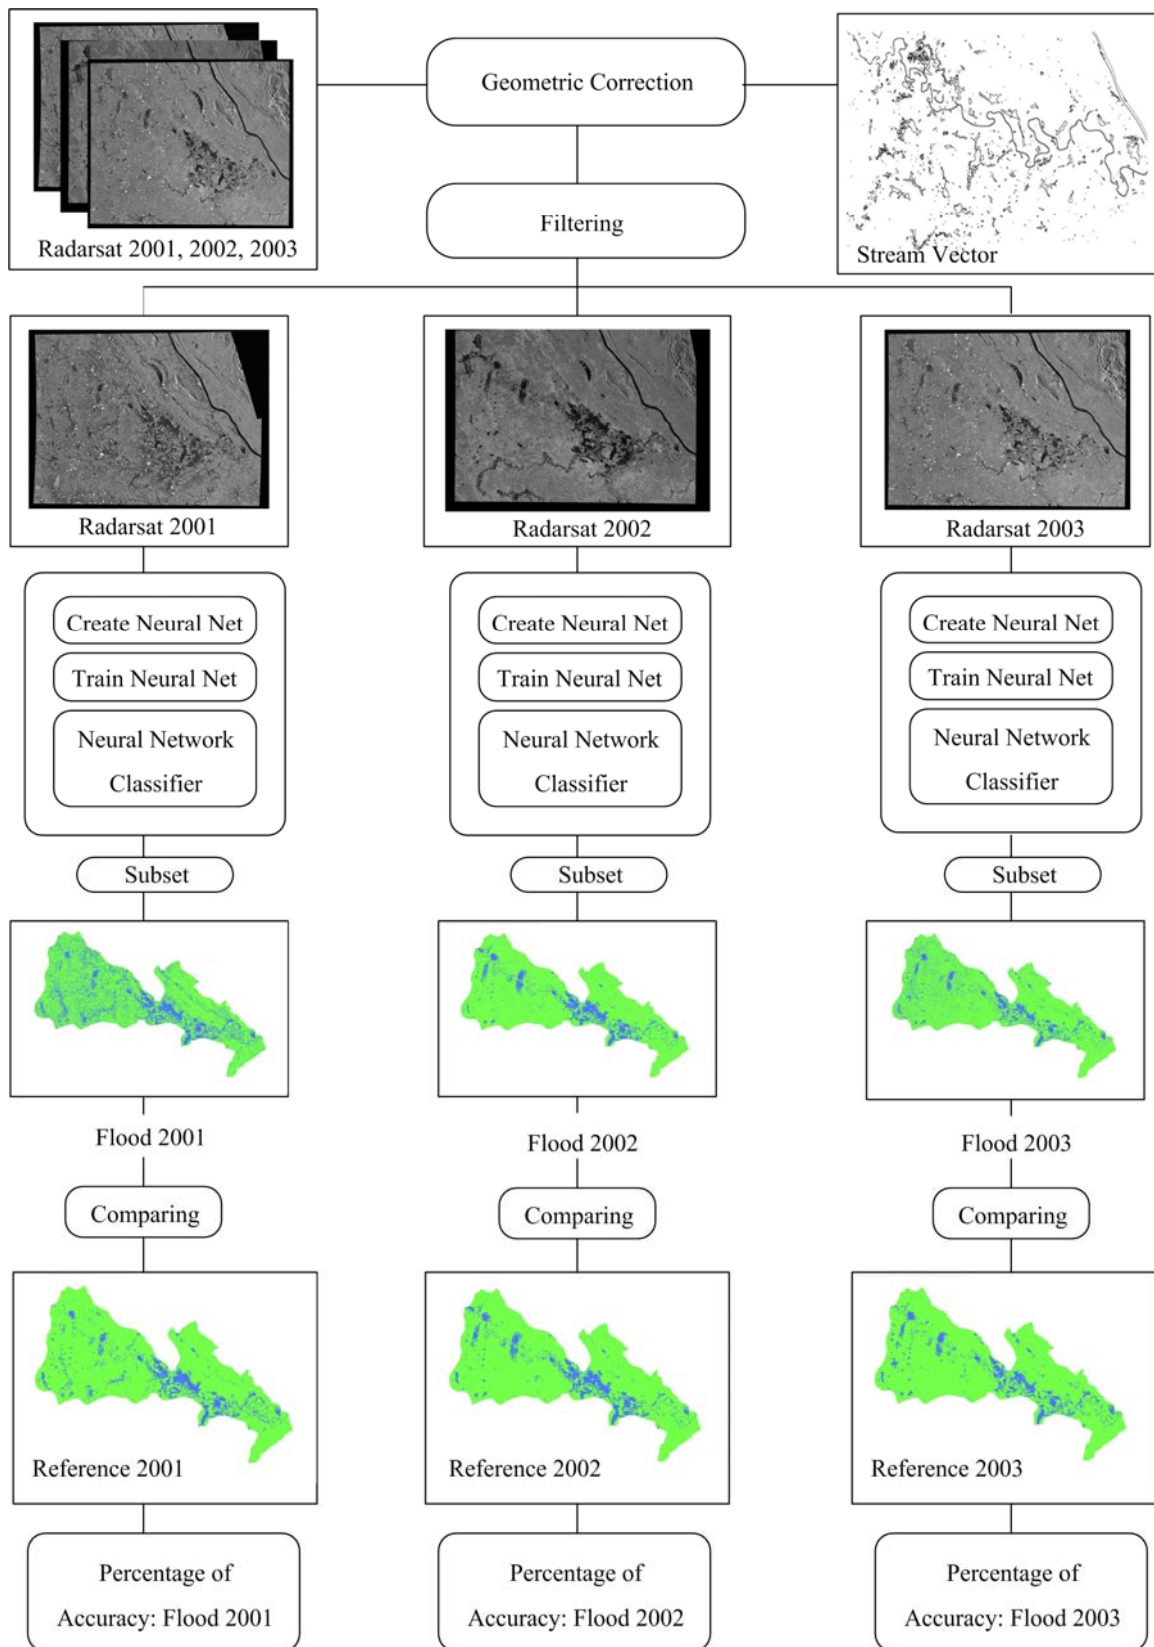 Geometric Correction
Radarsat 2001, 2002, 2003
Filtering
Stream Vector
Radarsat 2001
Radarsat 2002
Radarsat 2003
Create Neural Net
Train Neural Net
Neural Network
Classifier
Create Neural Net
Train Neural Net
Neural Network
Classifier
Create Neural Net
Train Neural Net
Neural Network
Classifier
Subset
Subset
Subset
Flood 2001
Flood 2002
Flood 2003
Comparing
Comparing
Comparing
Reference 2001
Reference 2002
Reference 2003
Percentage of
Accuracy: Flood 2001
Percentage of
Accuracy: Flood 2002
Percentage of
Accuracy: Flood 2003